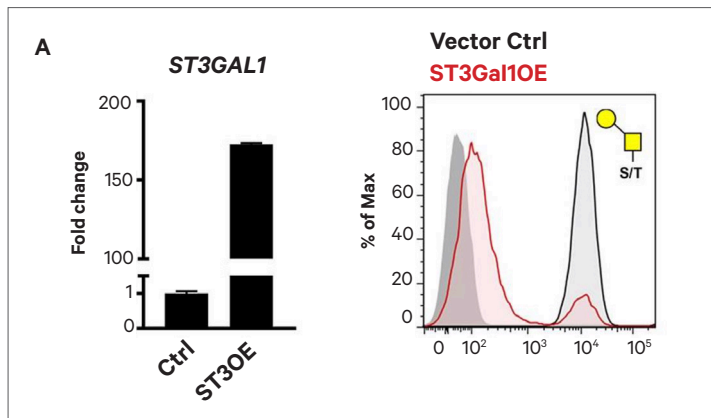 A
ST3GAL1
Fold change
200
150
100
1
0
Ctrl
ST3OE
Vector Ctrl
ST3Gal1OE
% of Max
100
80
60
40
20
0
S/T
0 10² 10³ 10⁴ 10⁵